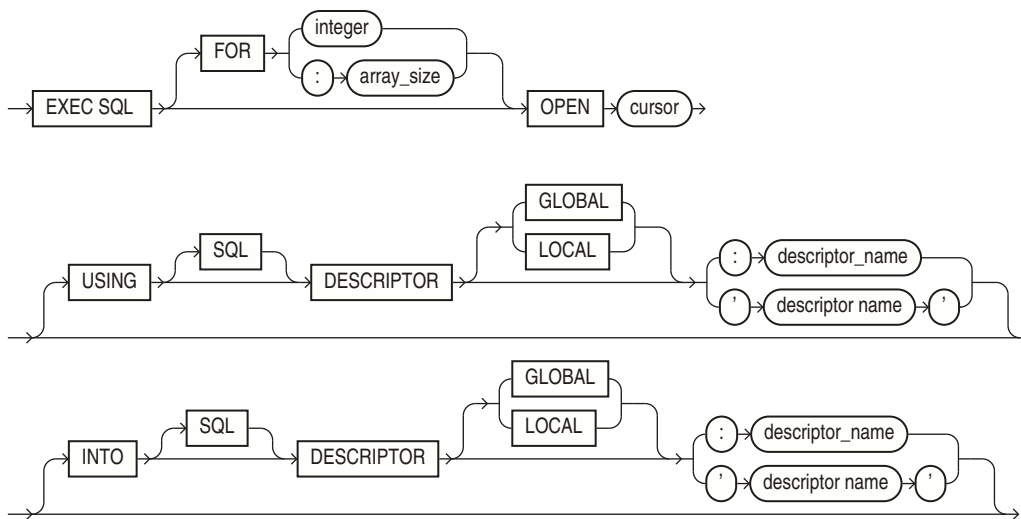 integer
FOR
: array_size
EXEC SQL OPEN cursor
GLOBAL
SQL LOCAL : descriptor_name
USING DESCRIPTOR ' descriptor name '
GLOBAL
SQL LOCAL : descriptor_name
INTO DESCRIPTOR ' descriptor name '